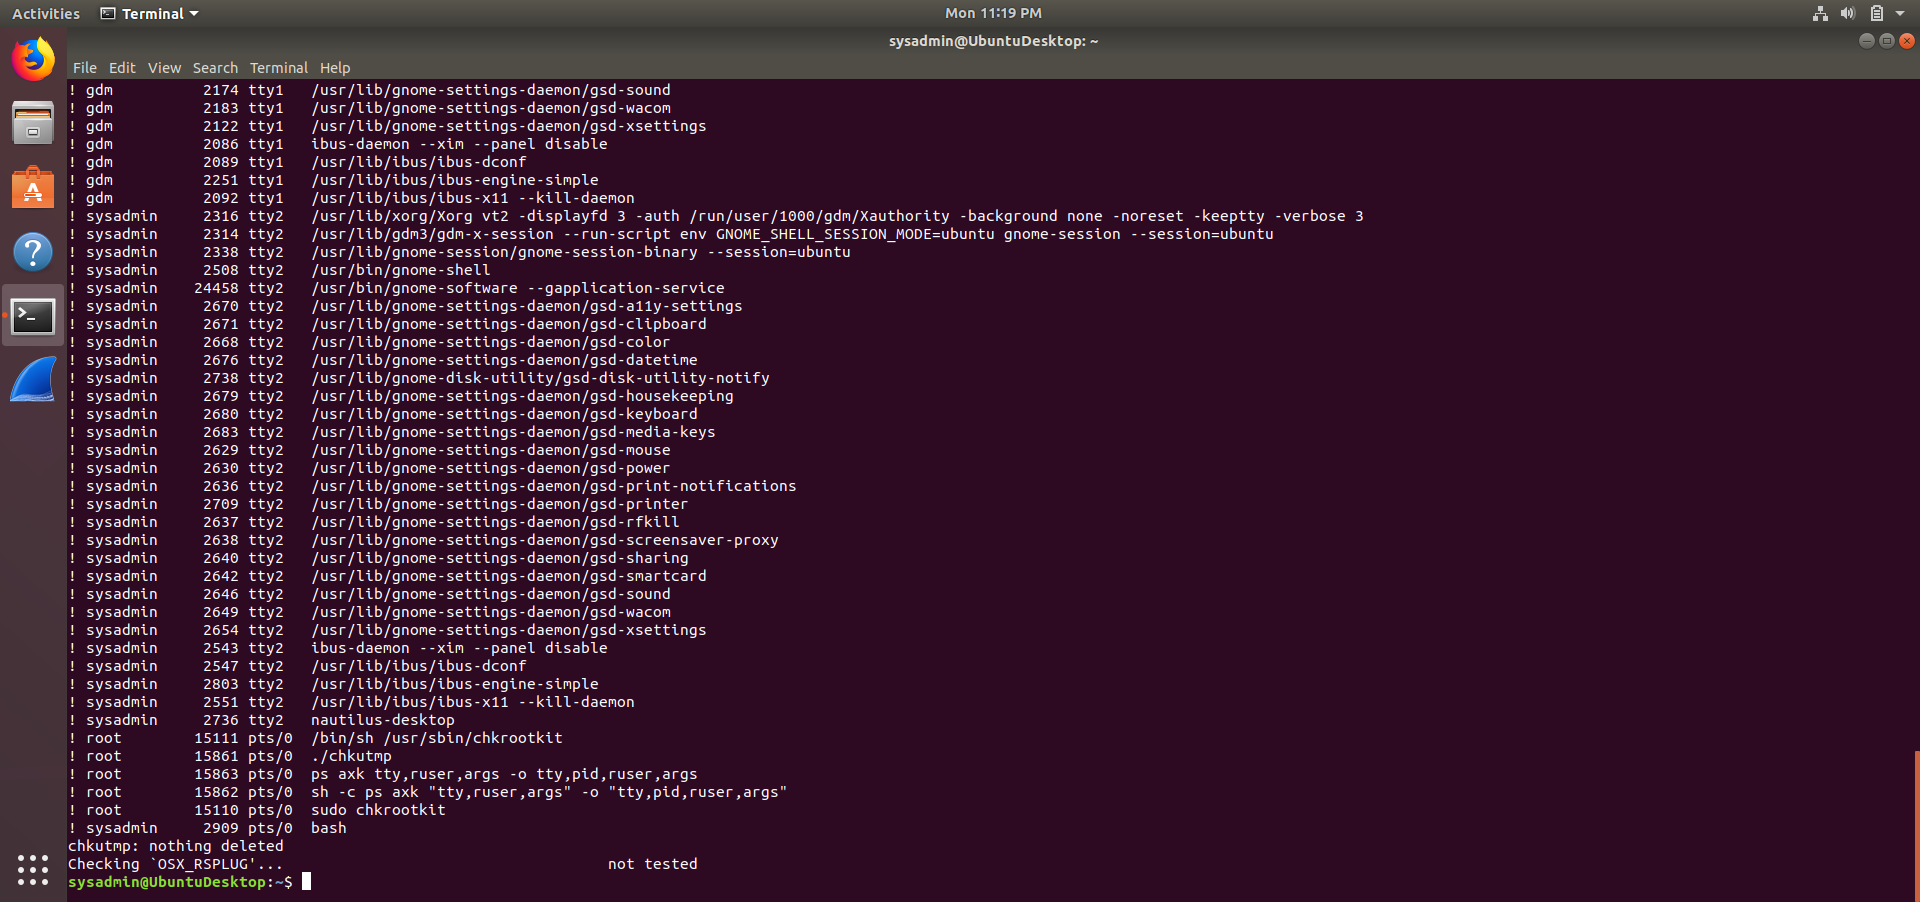 Activities Terminal Mon 11:19 PM
sysadmin@UbuntuDesktop: ~
File Edit View Search Terminal Help
! gdm 2174 tty1 /usr/lib/gnome-settings-daemon/gsd-sound
! gdm 2183 tty1 /usr/lib/gnome-settings-daemon/gsd-wacom
! gdm 2122 tty1 /usr/lib/gnome-settings-daemon/gsd-xsettings
! gdm 2086 tty1 ibus-daemon --xim --panel disable
! gdm 2089 tty1 /usr/lib/ibus/ibus-dconf
! gdm 2251 tty1 /usr/lib/ibus/ibus-engine-simple
! gdm 2092 tty1 /usr/lib/ibus/ibus-x11 --kill-daemon
! sysadmin 2316 tty2 /usr/lib/xorg/Xorg vt2 -displayfd 3 -auth /run/user/1000/gdm/Xauthority -background none -noreset -keeptty -verbose 3
! sysadmin 2314 tty2 /usr/lib/gdm3/gdm-x-session --run-script env GNOME_SHELL_SESSION_MODE=ubuntu gnome-session --session=ubuntu
! sysadmin 2338 tty2 /usr/lib/gnome-session/gnome-session-binary --session=ubuntu
! sysadmin 2508 tty2 /usr/bin/gnome-shell
! sysadmin 24458 tty2 /usr/bin/gnome-software --gapplication-service
! sysadmin 2670 tty2 /usr/lib/gnome-settings-daemon/gsd-a11y-settings
! sysadmin 2671 tty2 /usr/lib/gnome-settings-daemon/gsd-clipboard
! sysadmin 2668 tty2 /usr/lib/gnome-settings-daemon/gsd-color
! sysadmin 2676 tty2 /usr/lib/gnome-settings-daemon/gsd-datetime
! sysadmin 2738 tty2 /usr/lib/gnome-disk-utility/gsd-disk-utility-notify
! sysadmin 2679 tty2 /usr/lib/gnome-settings-daemon/gsd-housekeeping
! sysadmin 2680 tty2 /usr/lib/gnome-settings-daemon/gsd-keyboard
! sysadmin 2683 tty2 /usr/lib/gnome-settings-daemon/gsd-media-keys
! sysadmin 2629 tty2 /usr/lib/gnome-settings-daemon/gsd-mouse
! sysadmin 2630 tty2 /usr/lib/gnome-settings-daemon/gsd-power
! sysadmin 2636 tty2 /usr/lib/gnome-settings-daemon/gsd-print-notifications
! sysadmin 2709 tty2 /usr/lib/gnome-settings-daemon/gsd-printer
! sysadmin 2637 tty2 /usr/lib/gnome-settings-daemon/gsd-rfkill
! sysadmin 2638 tty2 /usr/lib/gnome-settings-daemon/gsd-screensaver-proxy
! sysadmin 2640 tty2 /usr/lib/gnome-settings-daemon/gsd-sharing
! sysadmin 2642 tty2 /usr/lib/gnome-settings-daemon/gsd-smartcard
! sysadmin 2646 tty2 /usr/lib/gnome-settings-daemon/gsd-sound
! sysadmin 2649 tty2 /usr/lib/gnome-settings-daemon/gsd-wacom
! sysadmin 2654 tty2 /usr/lib/gnome-settings-daemon/gsd-xsettings
! sysadmin 2543 tty2 ibus-daemon --xim --panel disable
! sysadmin 2547 tty2 /usr/lib/ibus/ibus-dconf
! sysadmin 2803 tty2 /usr/lib/ibus/ibus-engine-simple
! sysadmin 2551 tty2 /usr/lib/ibus/ibus-x11 --kill-daemon
! sysadmin 2736 tty2 nautilus-desktop
! root 15111 pts/0 /bin/sh /usr/sbin/chkrootkit
! root 15861 pts/0 ./chkutmp
! root 15863 pts/0 ps axk tty,ruser,args -o tty,pid,ruser,args
! root 15862 pts/0 sh -c ps axk "tty,ruser,args" -o "tty,pid,ruser,args"
! root 15110 pts/0 sudo chkrootkit
! sysadmin 2909 pts/0 bash
chkutmp: nothing deleted
Checking `OSX_RSPLUG'... not tested
sysadmin@UbuntuDesktop:~$